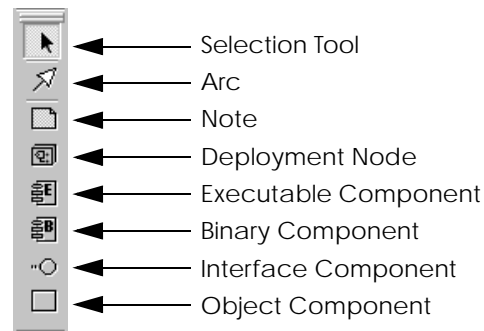 Selection Tool
Arc
Note
Deployment Node
E Executable Component
B Binary Component
Interface Component
Object Component